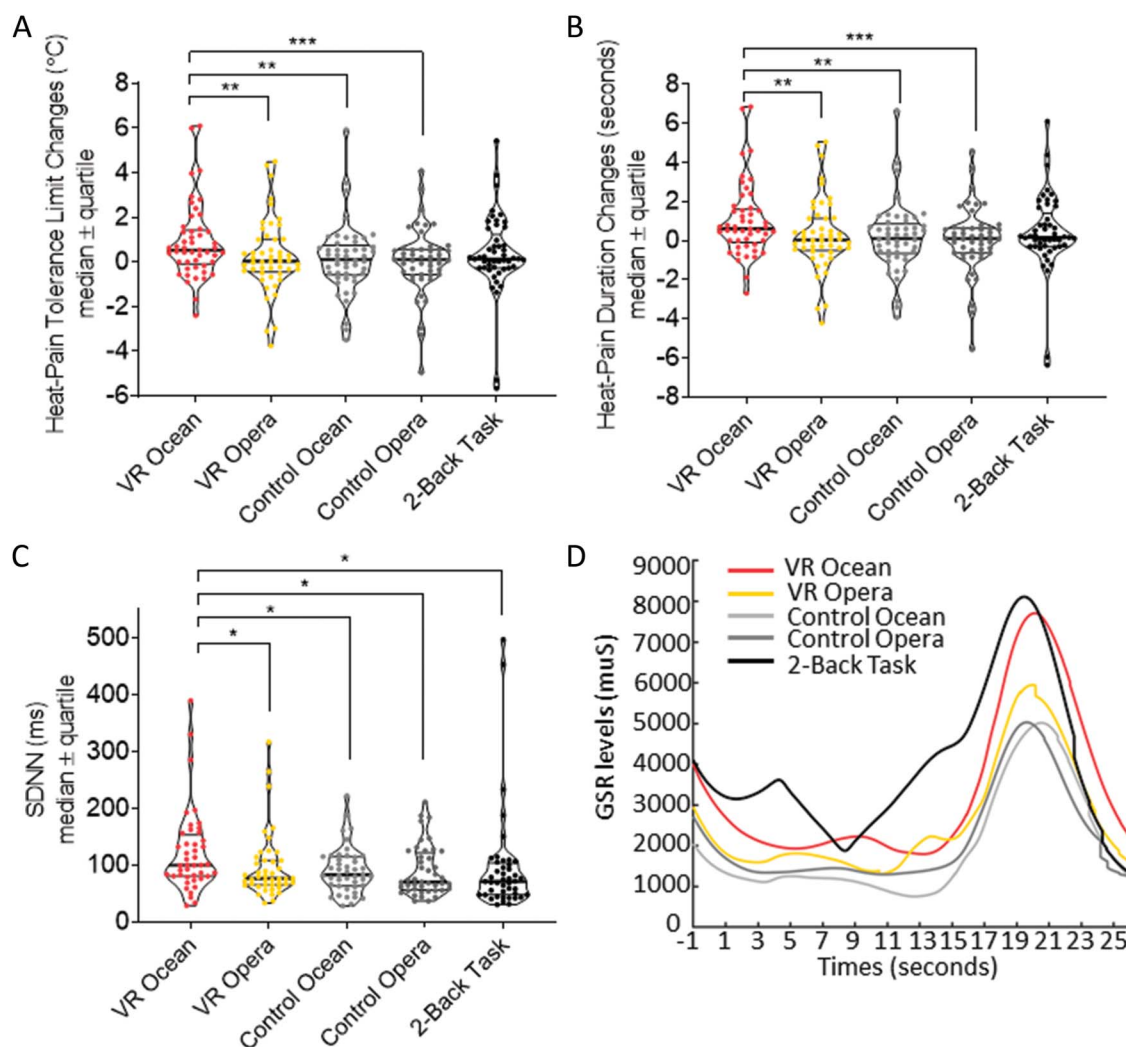 A
Heat-Pain Tolerance Limit Changes (°C)
median ± quartile
***
**
**
8
6
4
2
0
-2
-4
-6
VR Ocean
VR Opera
Control Ocean
Control Opera
2-Back Task
B
Heat-Pain Duration Changes (seconds)
median ± quartile
***
**
**
8
6
4
2
0
-2
-4
-6
-8
VR Ocean
VR Opera
Control Ocean
Control Opera
2-Back Task
C
SDNN (ms)
median ± quartile
*
*
*
*
500
400
300
200
100
0
VR Ocean
VR Opera
Control Ocean
Control Opera
2-Back Task
D
GSR levels (muS)
9000
8000
7000
6000
5000
4000
3000
2000
1000
0
VR Ocean
VR Opera
Control Ocean
Control Opera
2-Back Task
-1 1 3 5 7 9 11 13 15 17 19 21 23 25
Times (seconds)